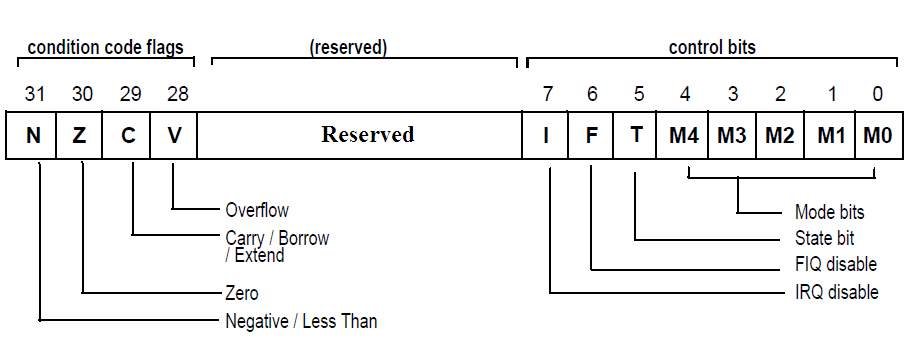 condition code flags (reserved) control bits
31 30 29 28 7 6 5 4 3 2 1 0
N Z C V Reserved I F T M4 M3 M2 M1 M0
Overflow Mode bits
Carry / Borrow State bit
/ Extend FIQ disable
Zero IRQ disable
Negative / Less Than